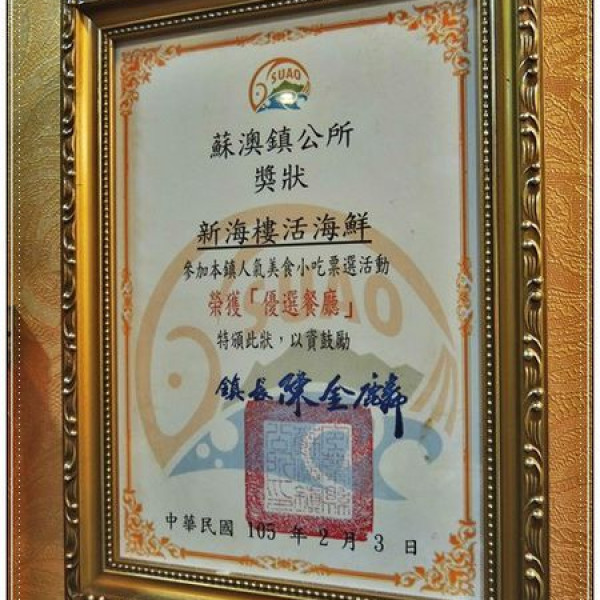 SUAO
蘇澳鎮公所
獎狀
新海樓活海鮮
參加本鎮人氣美食小吃票選活動
榮獲「優選餐廳」
特頒此狀，以資鼓勵
鎮長 陳金麟
中華民國 105 年 2 月 3 日